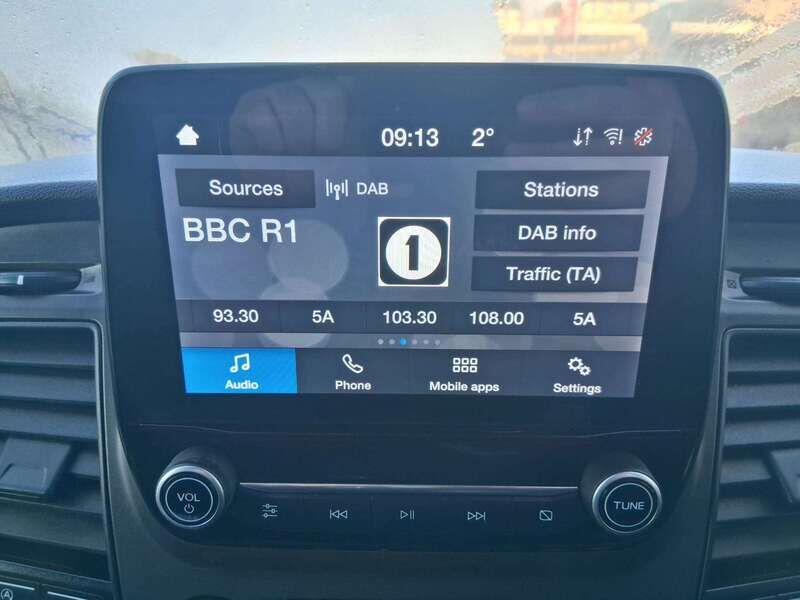 09:13 2°
Sources DAB Stations
BBC R1
1
DAB info
Traffic (TA)
93.30 5A 103.30 108.00 5A
Audio Phone Mobile apps Settings
VOL
TUNE
A